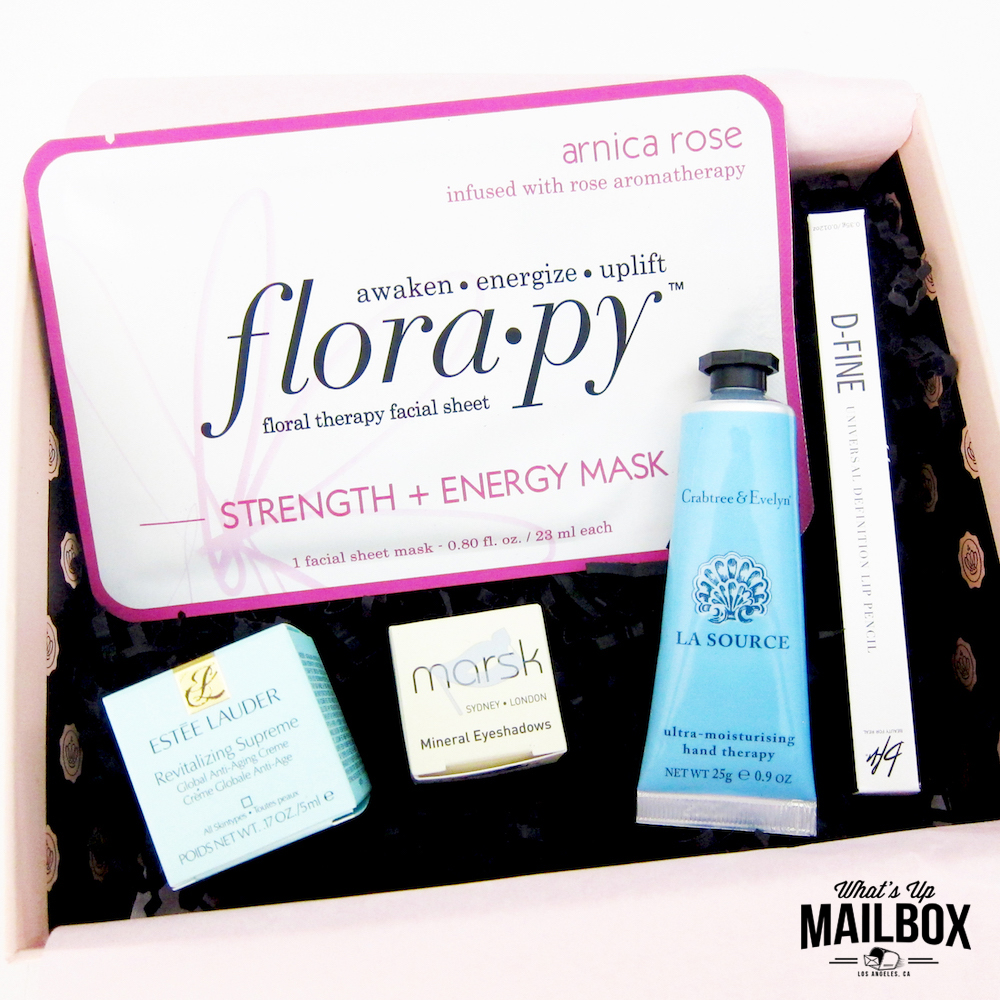 arnica rose
infused with rose aromatherapy
awaken • energize • uplift
flora•py™
floral therapy facial sheet
STRENGTH + ENERGY MASK
1 facial sheet mask - 0.80 fl. oz. / 23 ml each
ESTĒE LAUDER
Revitalizing Supreme
Global Anti-Aging Creme
Crème Globale Anti-Age
All Skintypes • Toutes peaux
POIDS NET WT. .17 OZ./5ml e
marsk
SYDNEY • LONDON
Mineral Eyeshadows
Crabtree & Evelyn®
LA SOURCE
ultra-moisturising
hand therapy
NET WT 25g e 0.9 OZ
D-FINE
UNIVERSAL DEFINITION LIP PENCIL
BEAUTY FOR REAL
What's Up
MAILBOX
LOS ANGELES, CA